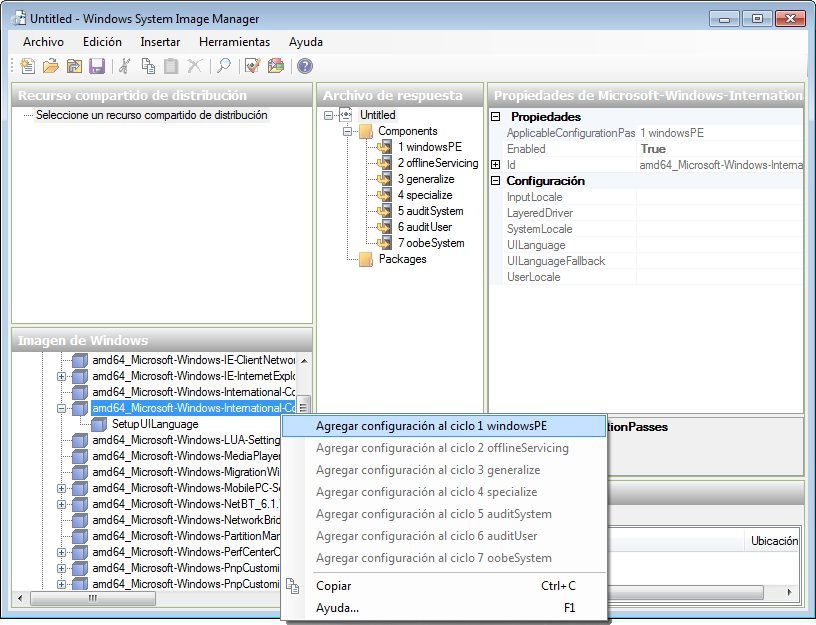 Untitled - Windows System Image Manager
Archivo Edición Insertar Herramientas Ayuda
Recurso compartido de distribución
Seleccione un recurso compartido de distribución
Archivo de respuesta
Untitled
Components
1 windowsPE
2 offlineServicing
3 generalize
4 specialize
5 auditSystem
6 auditUser
7 oobeSystem
Packages
Propiedades de Microsoft-Windows-Internation
Propiedades
ApplicableConfigurationPas 1 windowsPE
Enabled True
Id amd64_Microsoft-Windows-Interna
Configuración
InputLocale
LayeredDriver
SystemLocale
UILanguage
UILanguageFallback
UserLocale
Imagen de Windows
amd64_Microsoft-Windows-IE-ClientNetwor
amd64_Microsoft-Windows-IE-InternetExplo
amd64_Microsoft-Windows-International-Co
amd64_Microsoft-Windows-International-Co
SetupUILanguage
amd64_Microsoft-Windows-LUA-Setting
amd64_Microsoft-Windows-MediaPlayer
amd64_Microsoft-Windows-MigrationWi
amd64_Microsoft-Windows-MobilePC-S
amd64_Microsoft-Windows-NetBT_6.1.
amd64_Microsoft-Windows-NetworkBrid
amd64_Microsoft-Windows-PartitionMan
amd64_Microsoft-Windows-PerfCenterC
amd64_Microsoft-Windows-PnpCustomi
amd64_Microsoft-Windows-PnpCustomi
Agregar configuración al ciclo 1 windowsPE
Agregar configuración al ciclo 2 offlineServicing
Agregar configuración al ciclo 3 generalize
Agregar configuración al ciclo 4 specialize
Agregar configuración al ciclo 5 auditSystem
Agregar configuración al ciclo 6 auditUser
Agregar configuración al ciclo 7 oobeSystem
Copiar Ctrl+C
Ayuda... F1
tionPasses
Ubicación